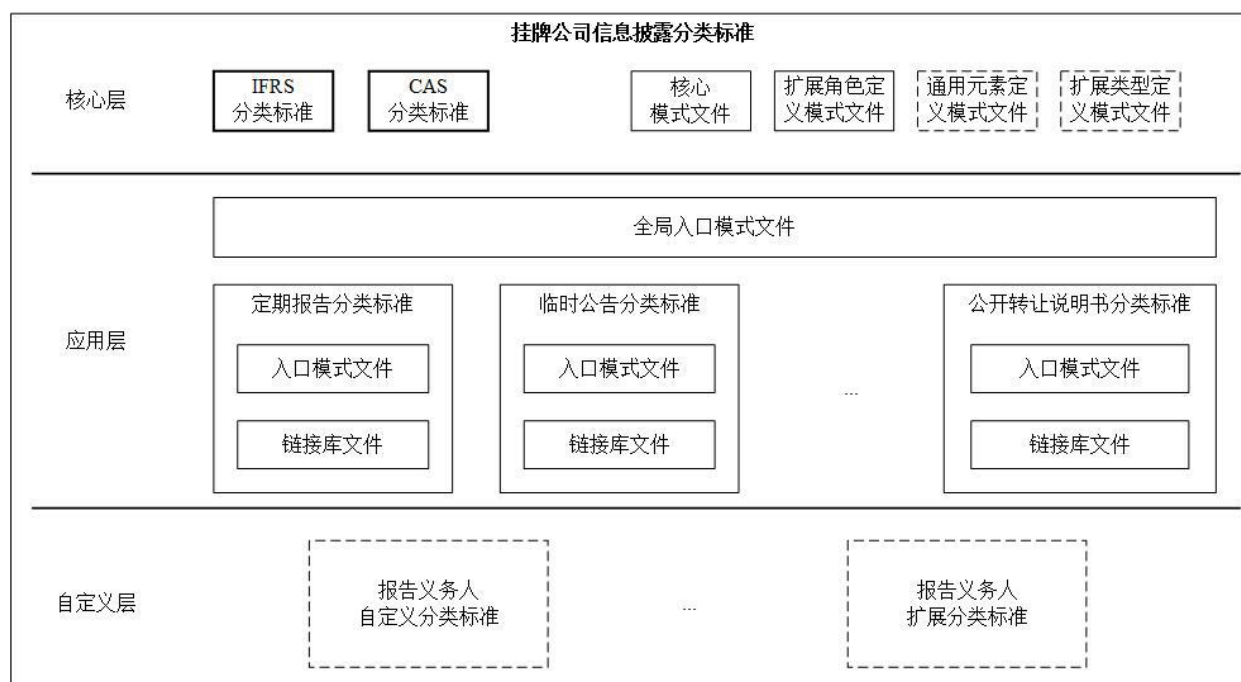 挂牌公司信息披露分类标准
核心层
IFRS
分类标准
CAS
分类标准
核心
模式文件
扩展角色定
义模式文件
通用元素定
义模式文件
扩展类型定
义模式文件
应用层
全局入口模式文件
定期报告分类标准
入口模式文件
链接库文件
临时公告分类标准
入口模式文件
链接库文件
...
公开转让说明书分类标准
入口模式文件
链接库文件
自定义层
报告义务人
自定义分类标准
...
报告义务人
扩展分类标准